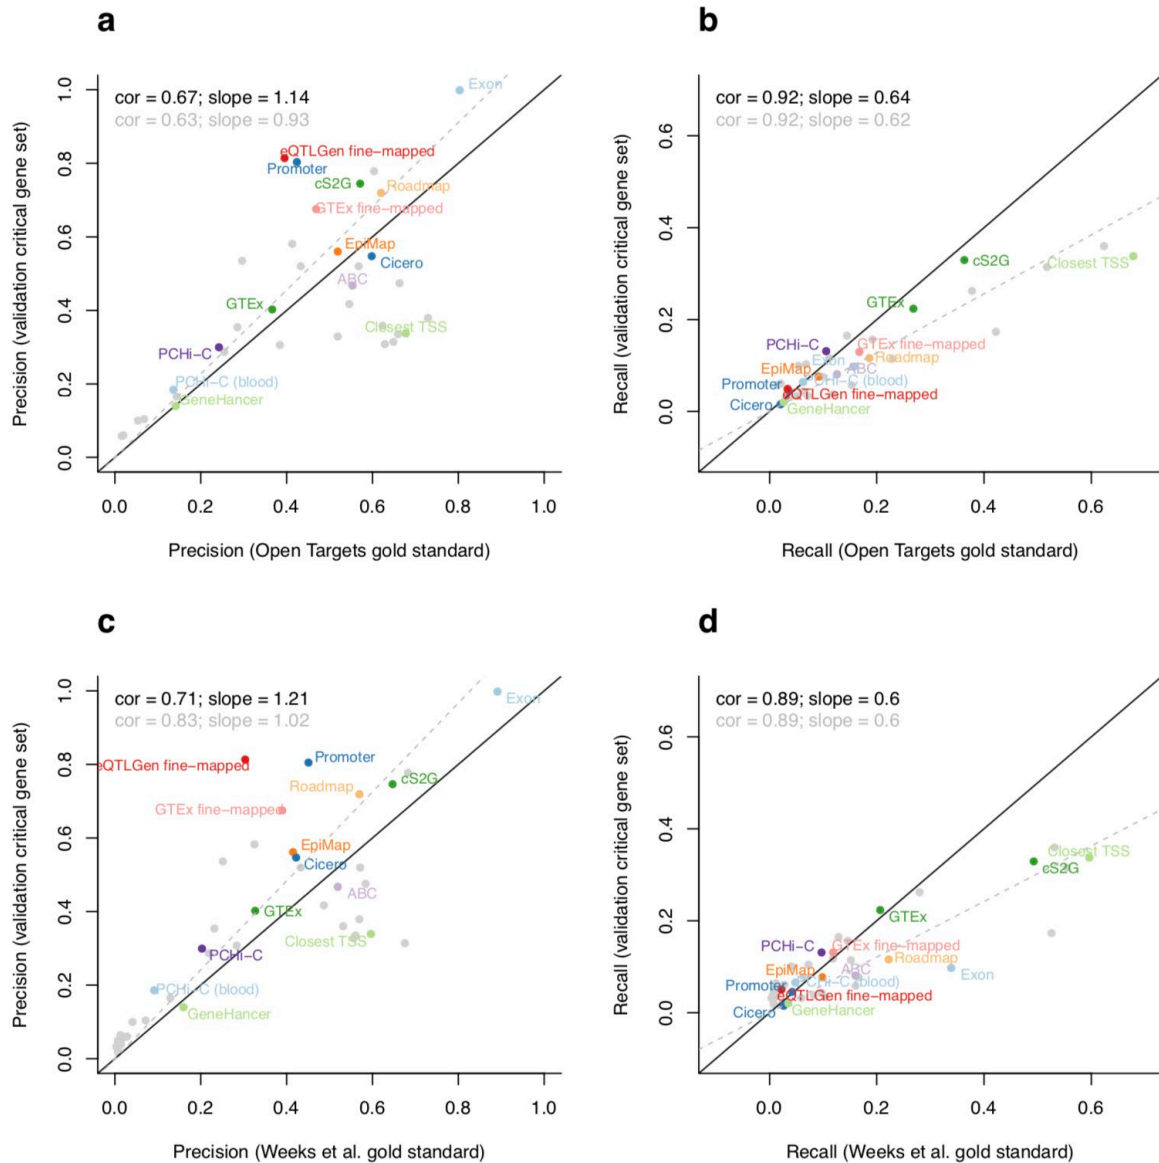 a
cor = 0.67; slope = 1.14
cor = 0.63; slope = 0.93
Exon
eQTLGen fine−mapped
Promoter
cS2G
Roadmap
GTEx fine−mapped
EpiMap
Cicero
ABC
GTEx
Closest TSS
PCHi−C
PCHi−C (blood)
GeneHancer
Precision (validation critical gene set)
0.0
0.2
0.4
0.6
0.8
1.0
0.0 0.2 0.4 0.6 0.8 1.0
Precision (Open Targets gold standard)
b
cor = 0.92; slope = 0.64
cor = 0.92; slope = 0.62
cS2G
Closest TSS
GTEx
PCHi−C
GTEx fine−mapped
Exon
Roadmap
EpiMap
ABC
PCHi−C (blood)
Promoter
eQTLGen fine−mapped
Cicero
GeneHancer
Recall (validation critical gene set)
0.0
0.2
0.4
0.6
0.0 0.2 0.4 0.6
Recall (Open Targets gold standard)
c
cor = 0.71; slope = 1.21
cor = 0.83; slope = 1.02
Exon
eQTLGen fine−mapped
Promoter
cS2G
Roadmap
GTEx fine−mapped
EpiMap
Cicero
ABC
GTEx
Closest TSS
PCHi−C
PCHi−C (blood)
GeneHancer
Precision (validation critical gene set)
0.0
0.2
0.4
0.6
0.8
1.0
0.0 0.2 0.4 0.6 0.8 1.0
Precision (Weeks et al. gold standard)
d
cor = 0.89; slope = 0.6
cor = 0.89; slope = 0.6
Closest TSS
cS2G
GTEx
PCHi−C
GTEx fine−mapped
Roadmap
EpiMap
ABC
Exon
PCHi−C (blood)
Promoter
eQTLGen fine−mapped
Cicero
GeneHancer
Recall (validation critical gene set)
0.0
0.2
0.4
0.6
0.0 0.2 0.4 0.6
Recall (Weeks et al. gold standard)